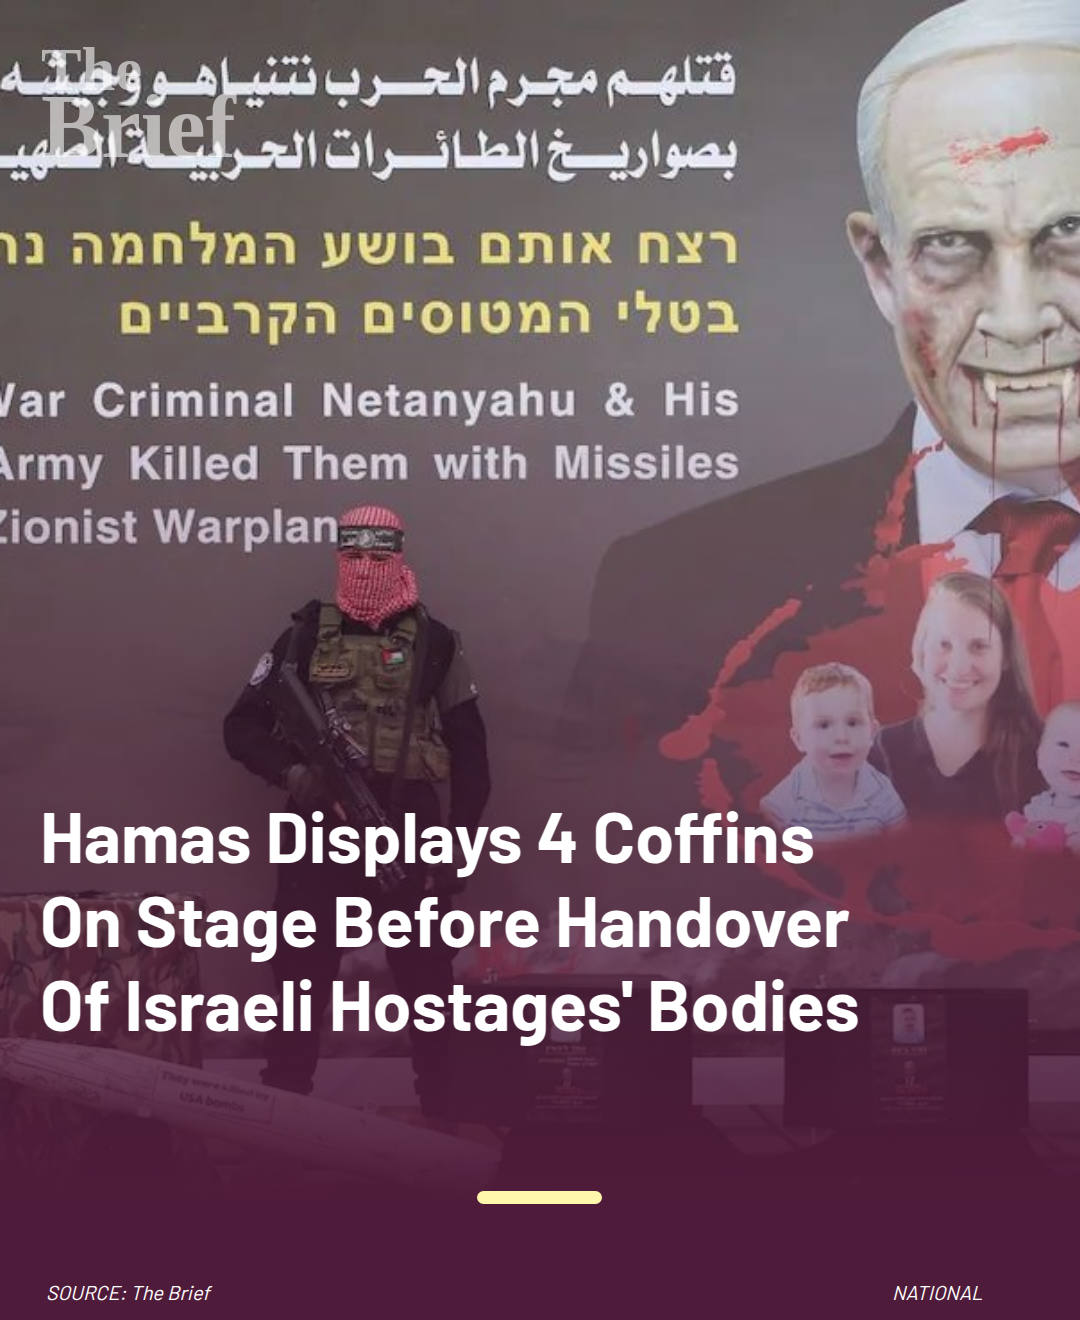 The
Brief
قتلهم مجرم الحرب نتنياهو وجيشه
بصواريخ الطائرات الحربية
רצח אותם בושע המלחמה
בטלי המטוסים הקרביים
Criminal Netanyahu & His
Army Killed Them with Missiles
Zionist Warplan
Hamas Displays 4 Coffins
On Stage Before Handover
Of Israeli Hostages' Bodies
They were killed by
USA bombs
SOURCE: The Brief
NATIONAL